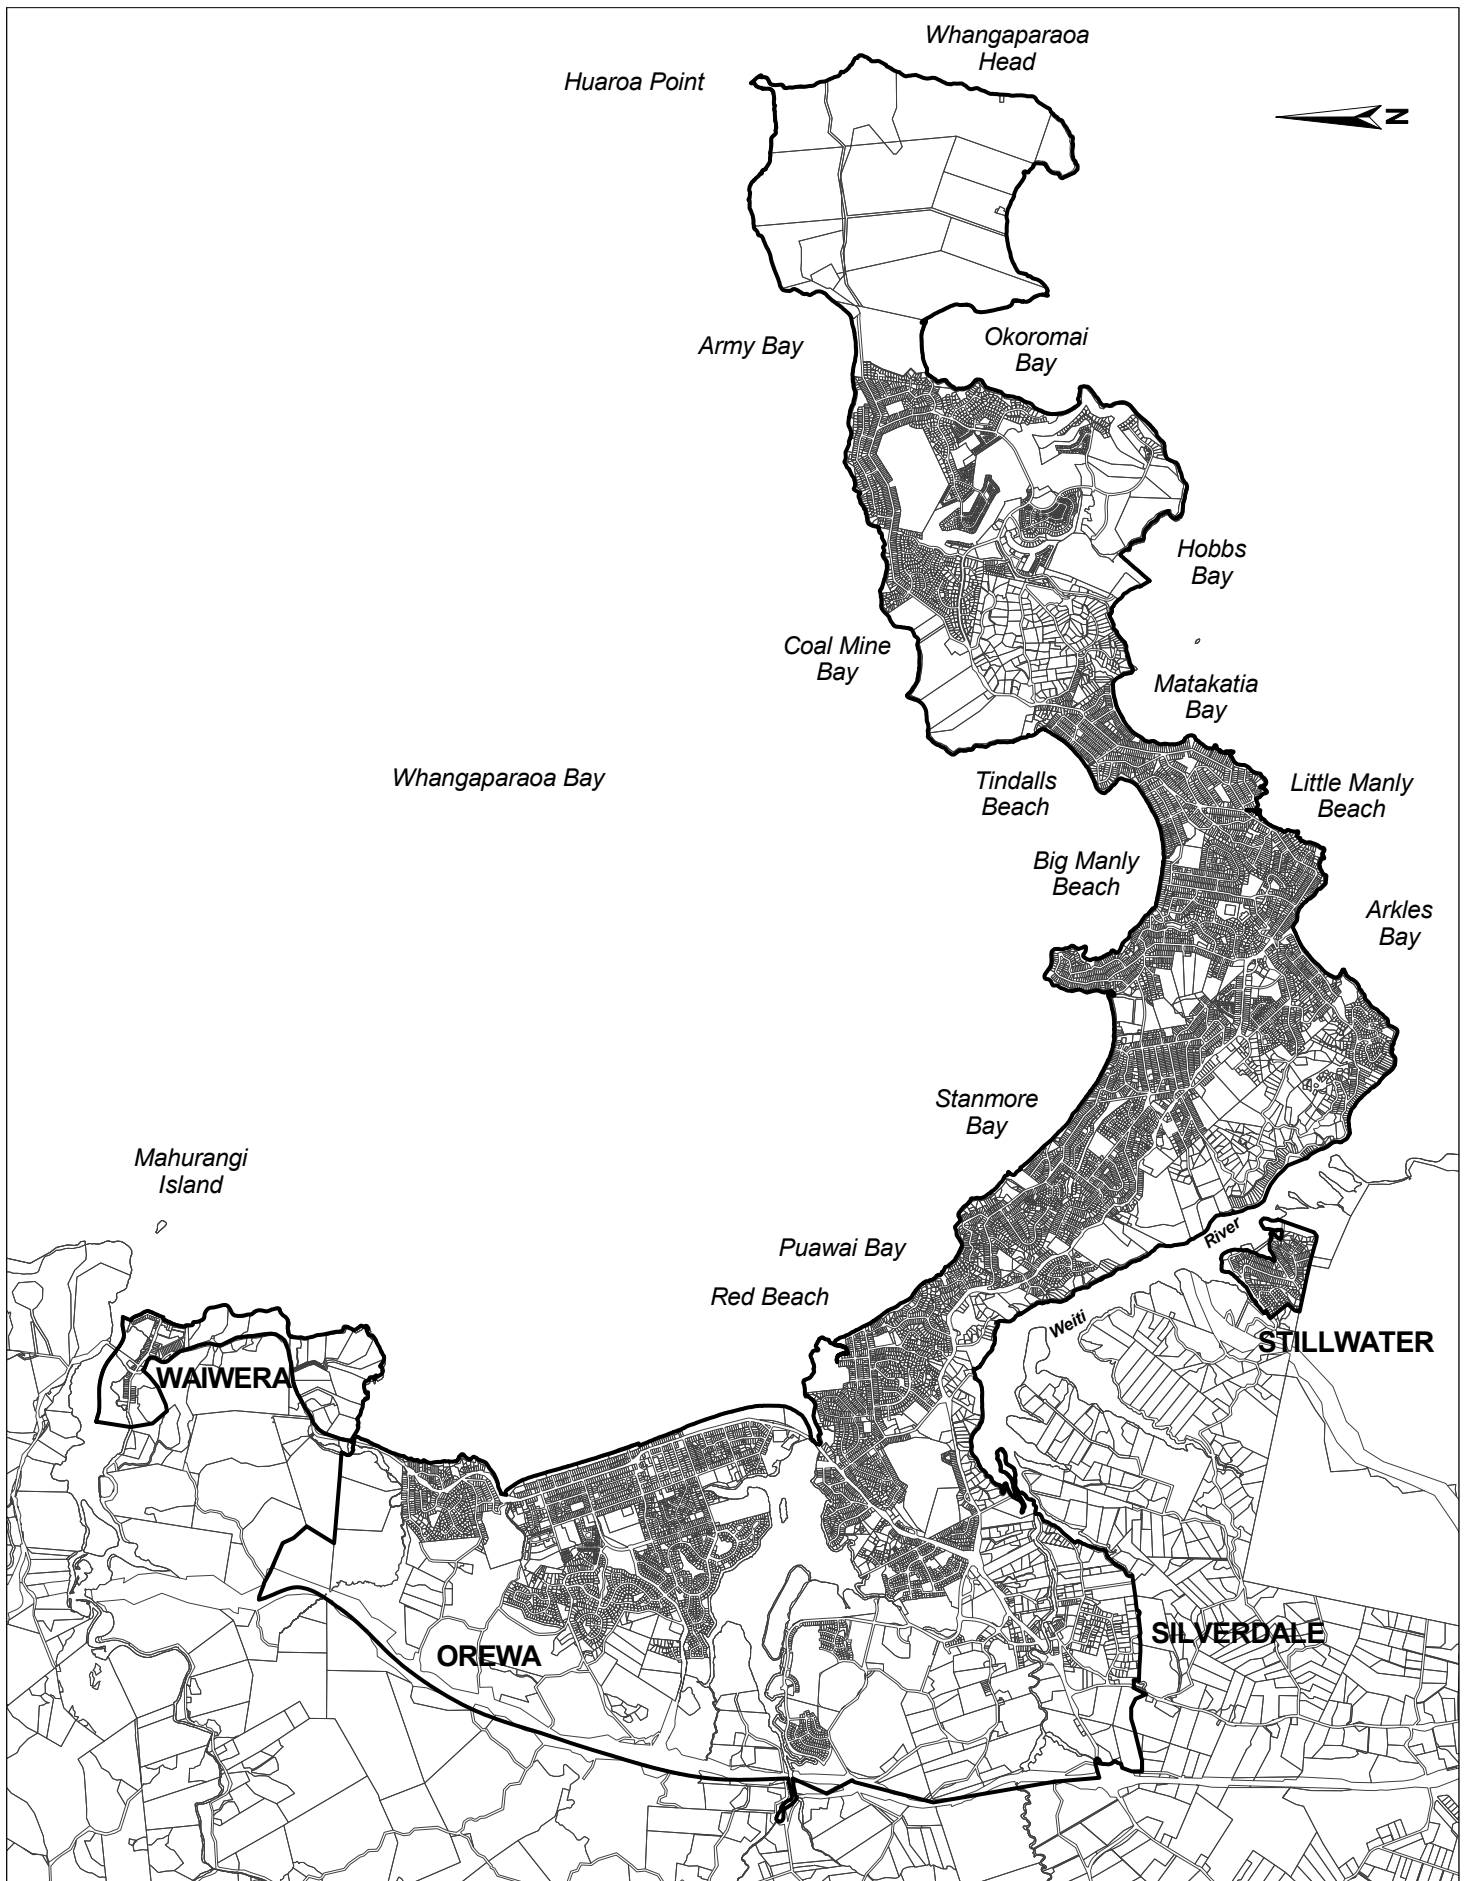 Whangaparaoa
Head
Huaroa Point
N
Army Bay
Okoromai
Bay
Hobbs
Bay
Coal Mine
Bay
Matakatia
Bay
Whangaparaoa Bay
Tindalls
Beach
Little Manly
Beach
Big Manly
Beach
Arkles
Bay
Stanmore
Bay
Mahurangi
Island
Puawai Bay
River
Red Beach
Weiti
STILLWATER
WAIWERA
SILVERDALE
OREWA